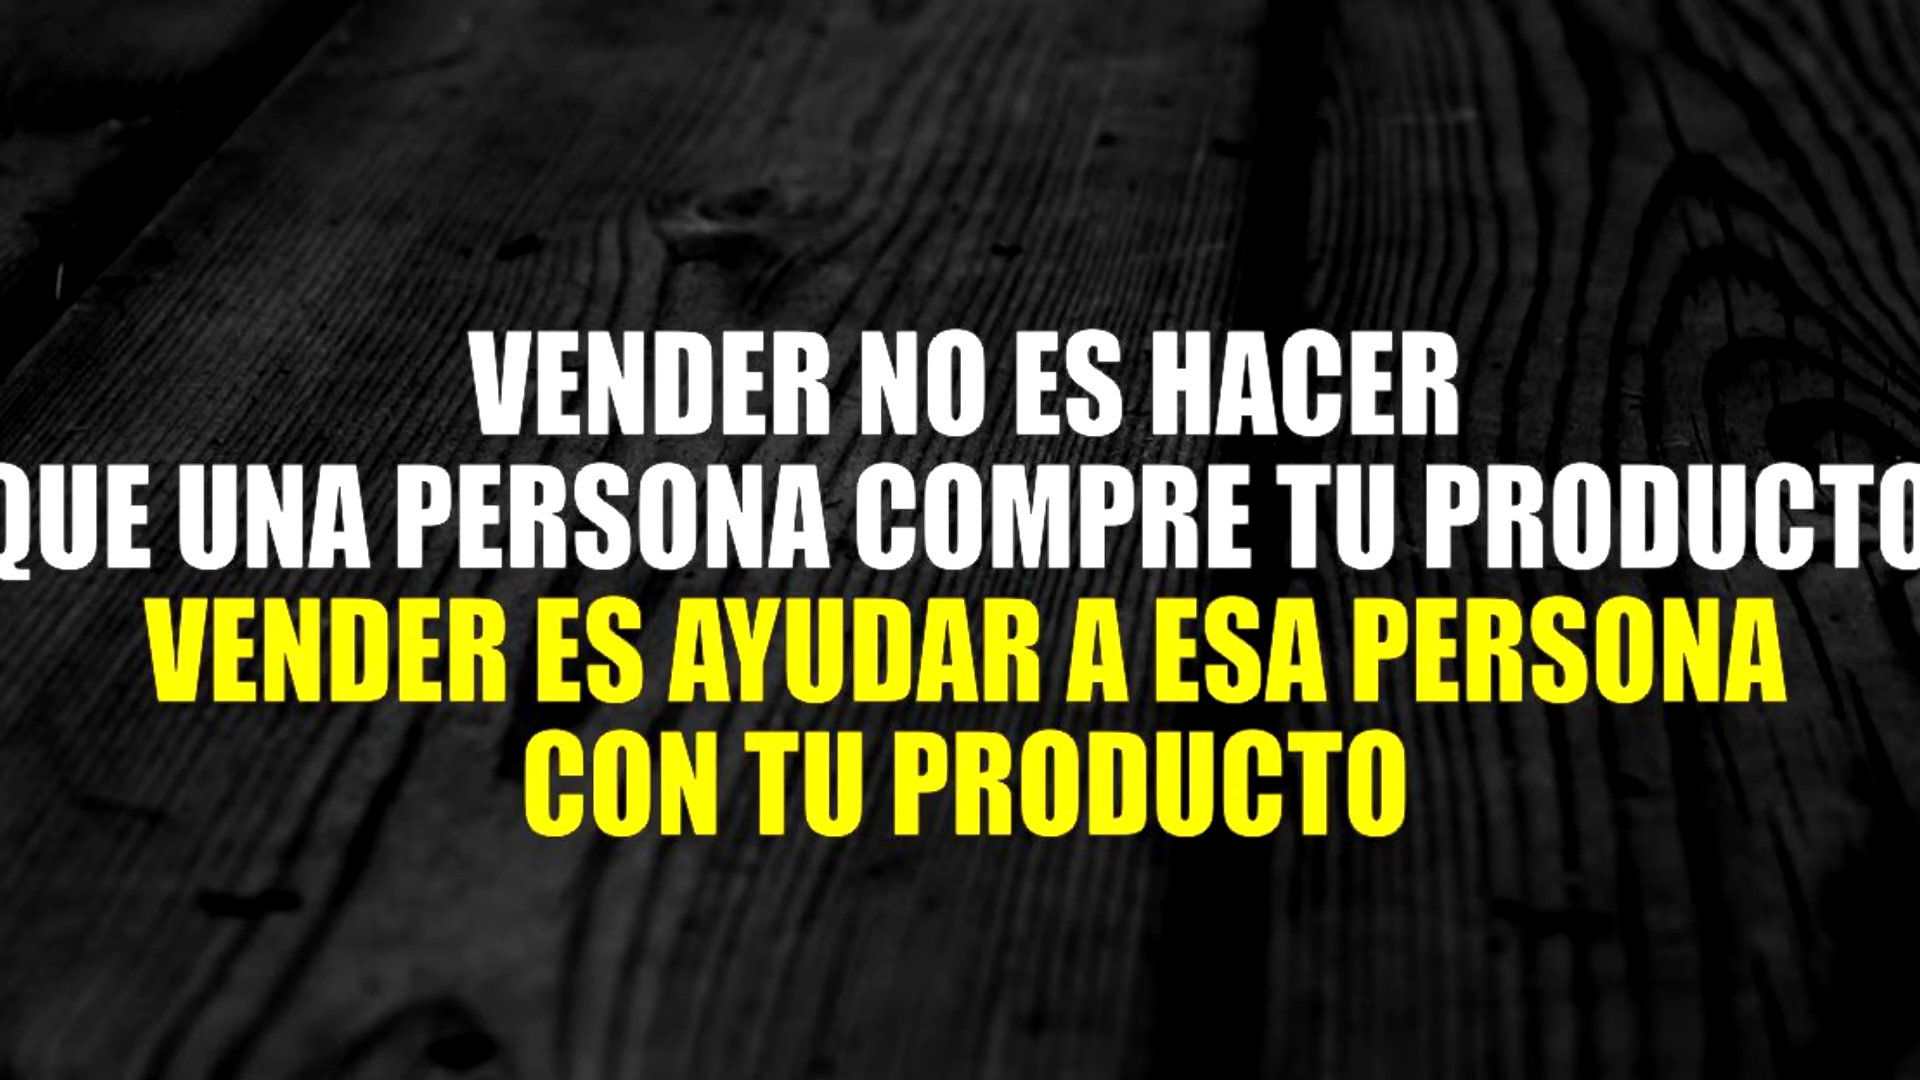 VENDER NO ES HACER
QUE UNA PERSONA COMPRE TU PRODUCTO
VENDER ES AYUDAR A ESA PERSONA
CON TU PRODUCTO